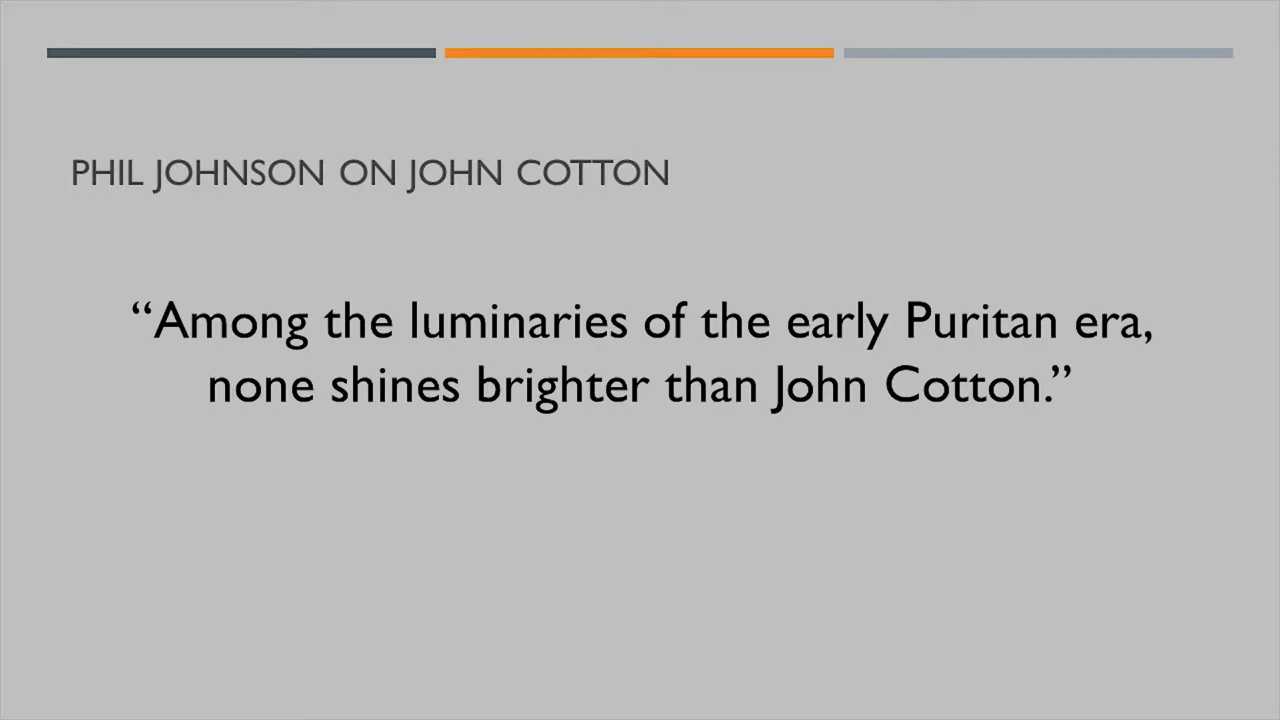 PHIL JOHNSON ON JOHN COTTON
“Among the luminaries of the early Puritan era,
none shines brighter than John Cotton.”